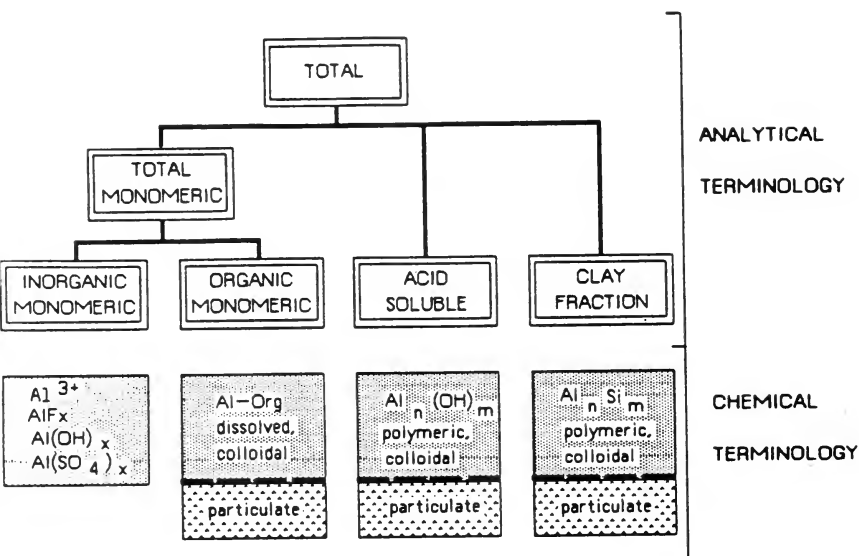 TOTAL
ANALYTICAL
TERMINOLOGY
TOTAL
MONOMERIC
INORGANIC
MONOMERIC
ORGANIC
MONOMERIC
ACID
SOLUBLE
CLAY
FRACTION
Al 3+
AlFx
Al(OH) x
Al(SO 4) x
Al-Org
dissolved,
colloidal
particulate
Al n (OH) m
polymeric,
colloidal
particulate
Al n Si m
polymeric,
colloidal
particulate
CHEMICAL
TERMINOLOGY